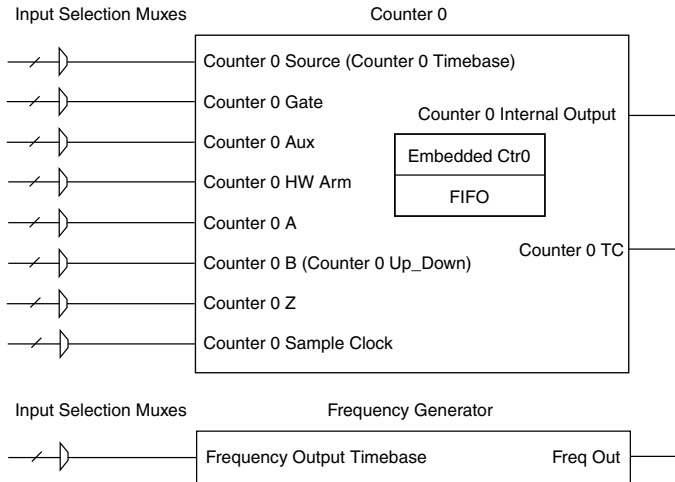 Input Selection Muxes
Counter 0
Counter 0 Source (Counter 0 Timebase)
Counter 0 Gate
Counter 0 Internal Output
Counter 0 Aux
Embedded Ctr0
Counter 0 HW Arm
FIFO
Counter 0 A
Counter 0 TC
Counter 0 B (Counter 0 Up_Down)
Counter 0 Z
Counter 0 Sample Clock
Input Selection Muxes
Frequency Generator
Frequency Output Timebase
Freq Out